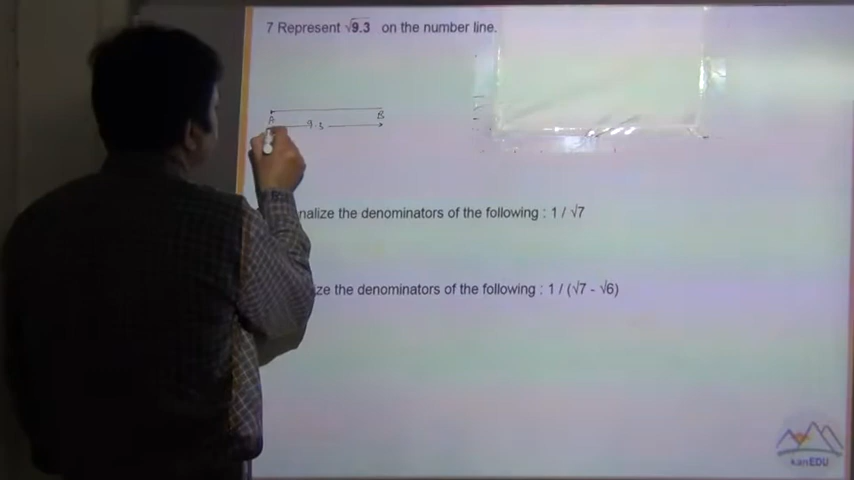 7 Represent √9.3 on the number line.
A B
9.3
nalize the denominators of the following : 1 / √7
ze the denominators of the following : 1 / (√7 - √6)
kanEDU